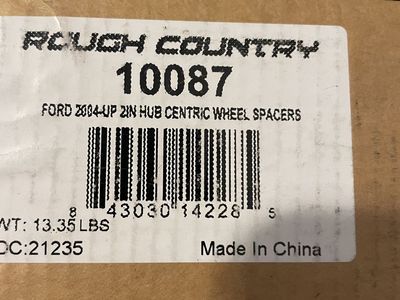 ROUGH COUNTRY
10087
FORD 2004-UP 2IN HUB CENTRIC WHEEL SPACERS
8 43030 14228 5
WT: 13.35 LBS
DC:21235 Made In China